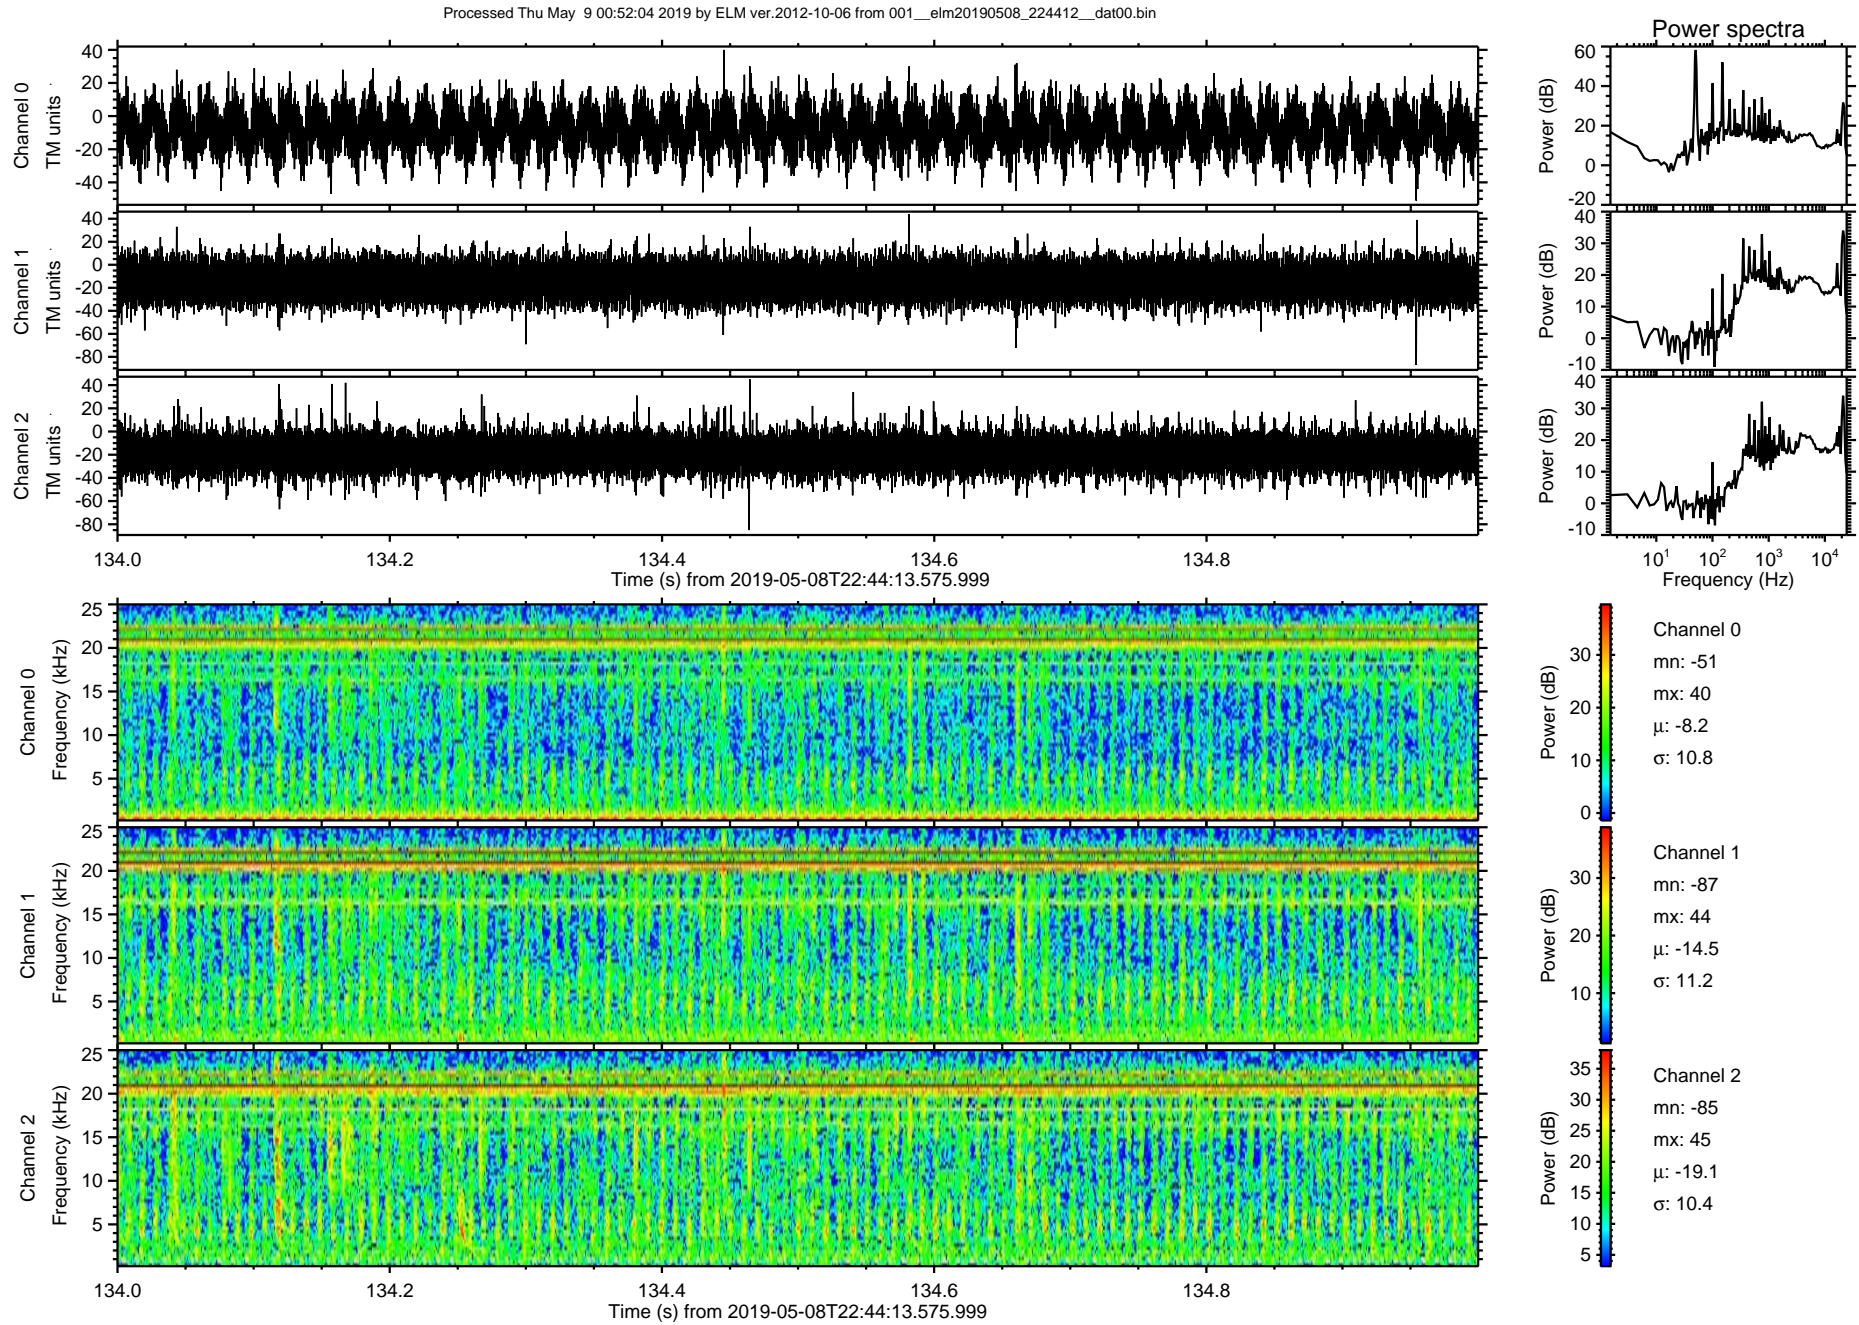 Processed Thu May  9 00:52:04 2019 by ELM ver.2012-10-06 from 001__elm20190508_224412__dat00.bin
Power spectra
Channel 0
TM units
40
20
0
-20
-40
Power (dB)
60
40
20
0
-20
Channel 1
TM units
40
20
0
-20
-40
-60
-80
Power (dB)
40
30
20
10
0
-10
Channel 2
TM units
40
20
0
-20
-40
-60
-80
Power (dB)
40
30
20
10
0
-10
134.0 134.2 134.4 134.6 134.8
Time (s) from 2019-05-08T22:44:13.575.999
10¹ 10² 10³ 10⁴
Frequency (Hz)
Channel 0
Frequency (kHz)
25
20
15
10
5
Power (dB)
30
20
10
0
Channel 0
mn: -51
mx: 40
μ: -8.2
σ: 10.8
Channel 1
Frequency (kHz)
25
20
15
10
5
Power (dB)
30
20
10
Channel 1
mn: -87
mx: 44
μ: -14.5
σ: 11.2
Channel 2
Frequency (kHz)
25
20
15
10
5
Power (dB)
35
30
25
20
15
10
5
Channel 2
mn: -85
mx: 45
μ: -19.1
σ: 10.4
134.0 134.2 134.4 134.6 134.8
Time (s) from 2019-05-08T22:44:13.575.999